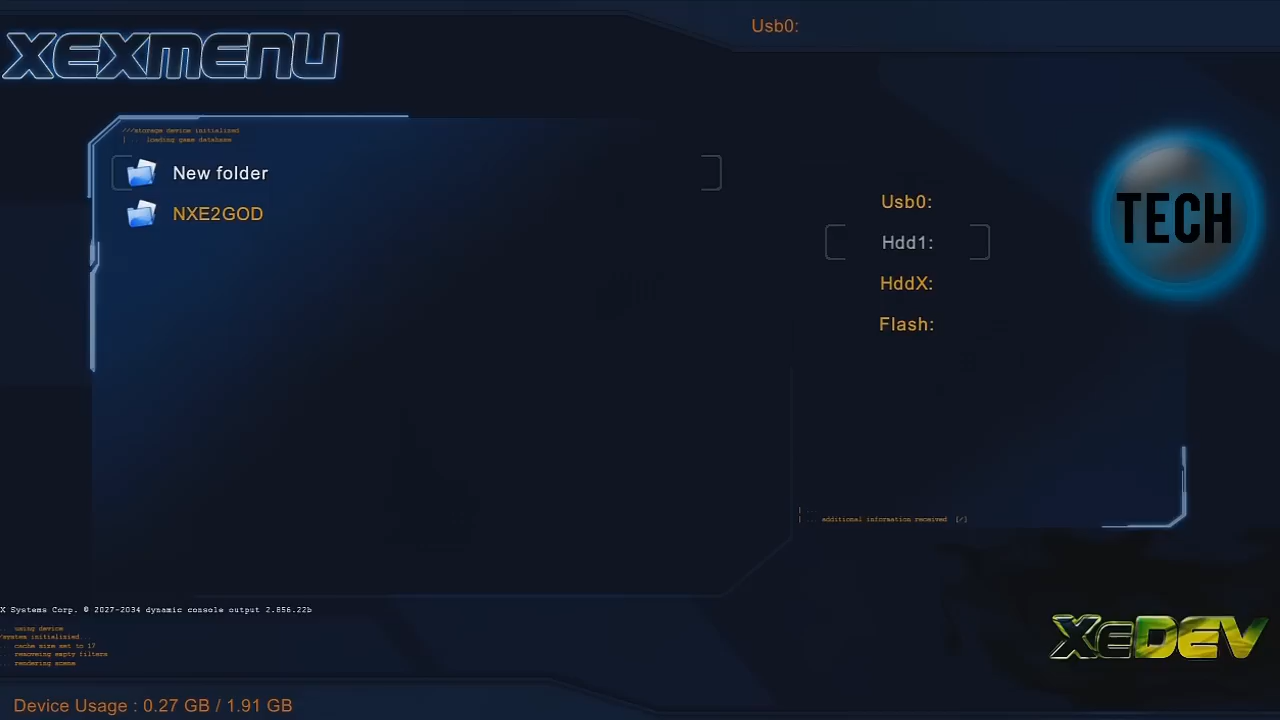 Usb0:
XEXMENU
///storage device initialized
| .. loading game database
New folder
NXE2GOD
Usb0:
Hdd1:
HddX:
Flash:
TECH
| ..
| .. additional information received [/]
X Systems Corp. © 2027-2034 dynamic console output 2.856.22b
.. using device
/system initialized...
.. cache size set to 17
.. removeing empty filters
.. rendering scene
XeDEV
Device Usage : 0.27 GB / 1.91 GB